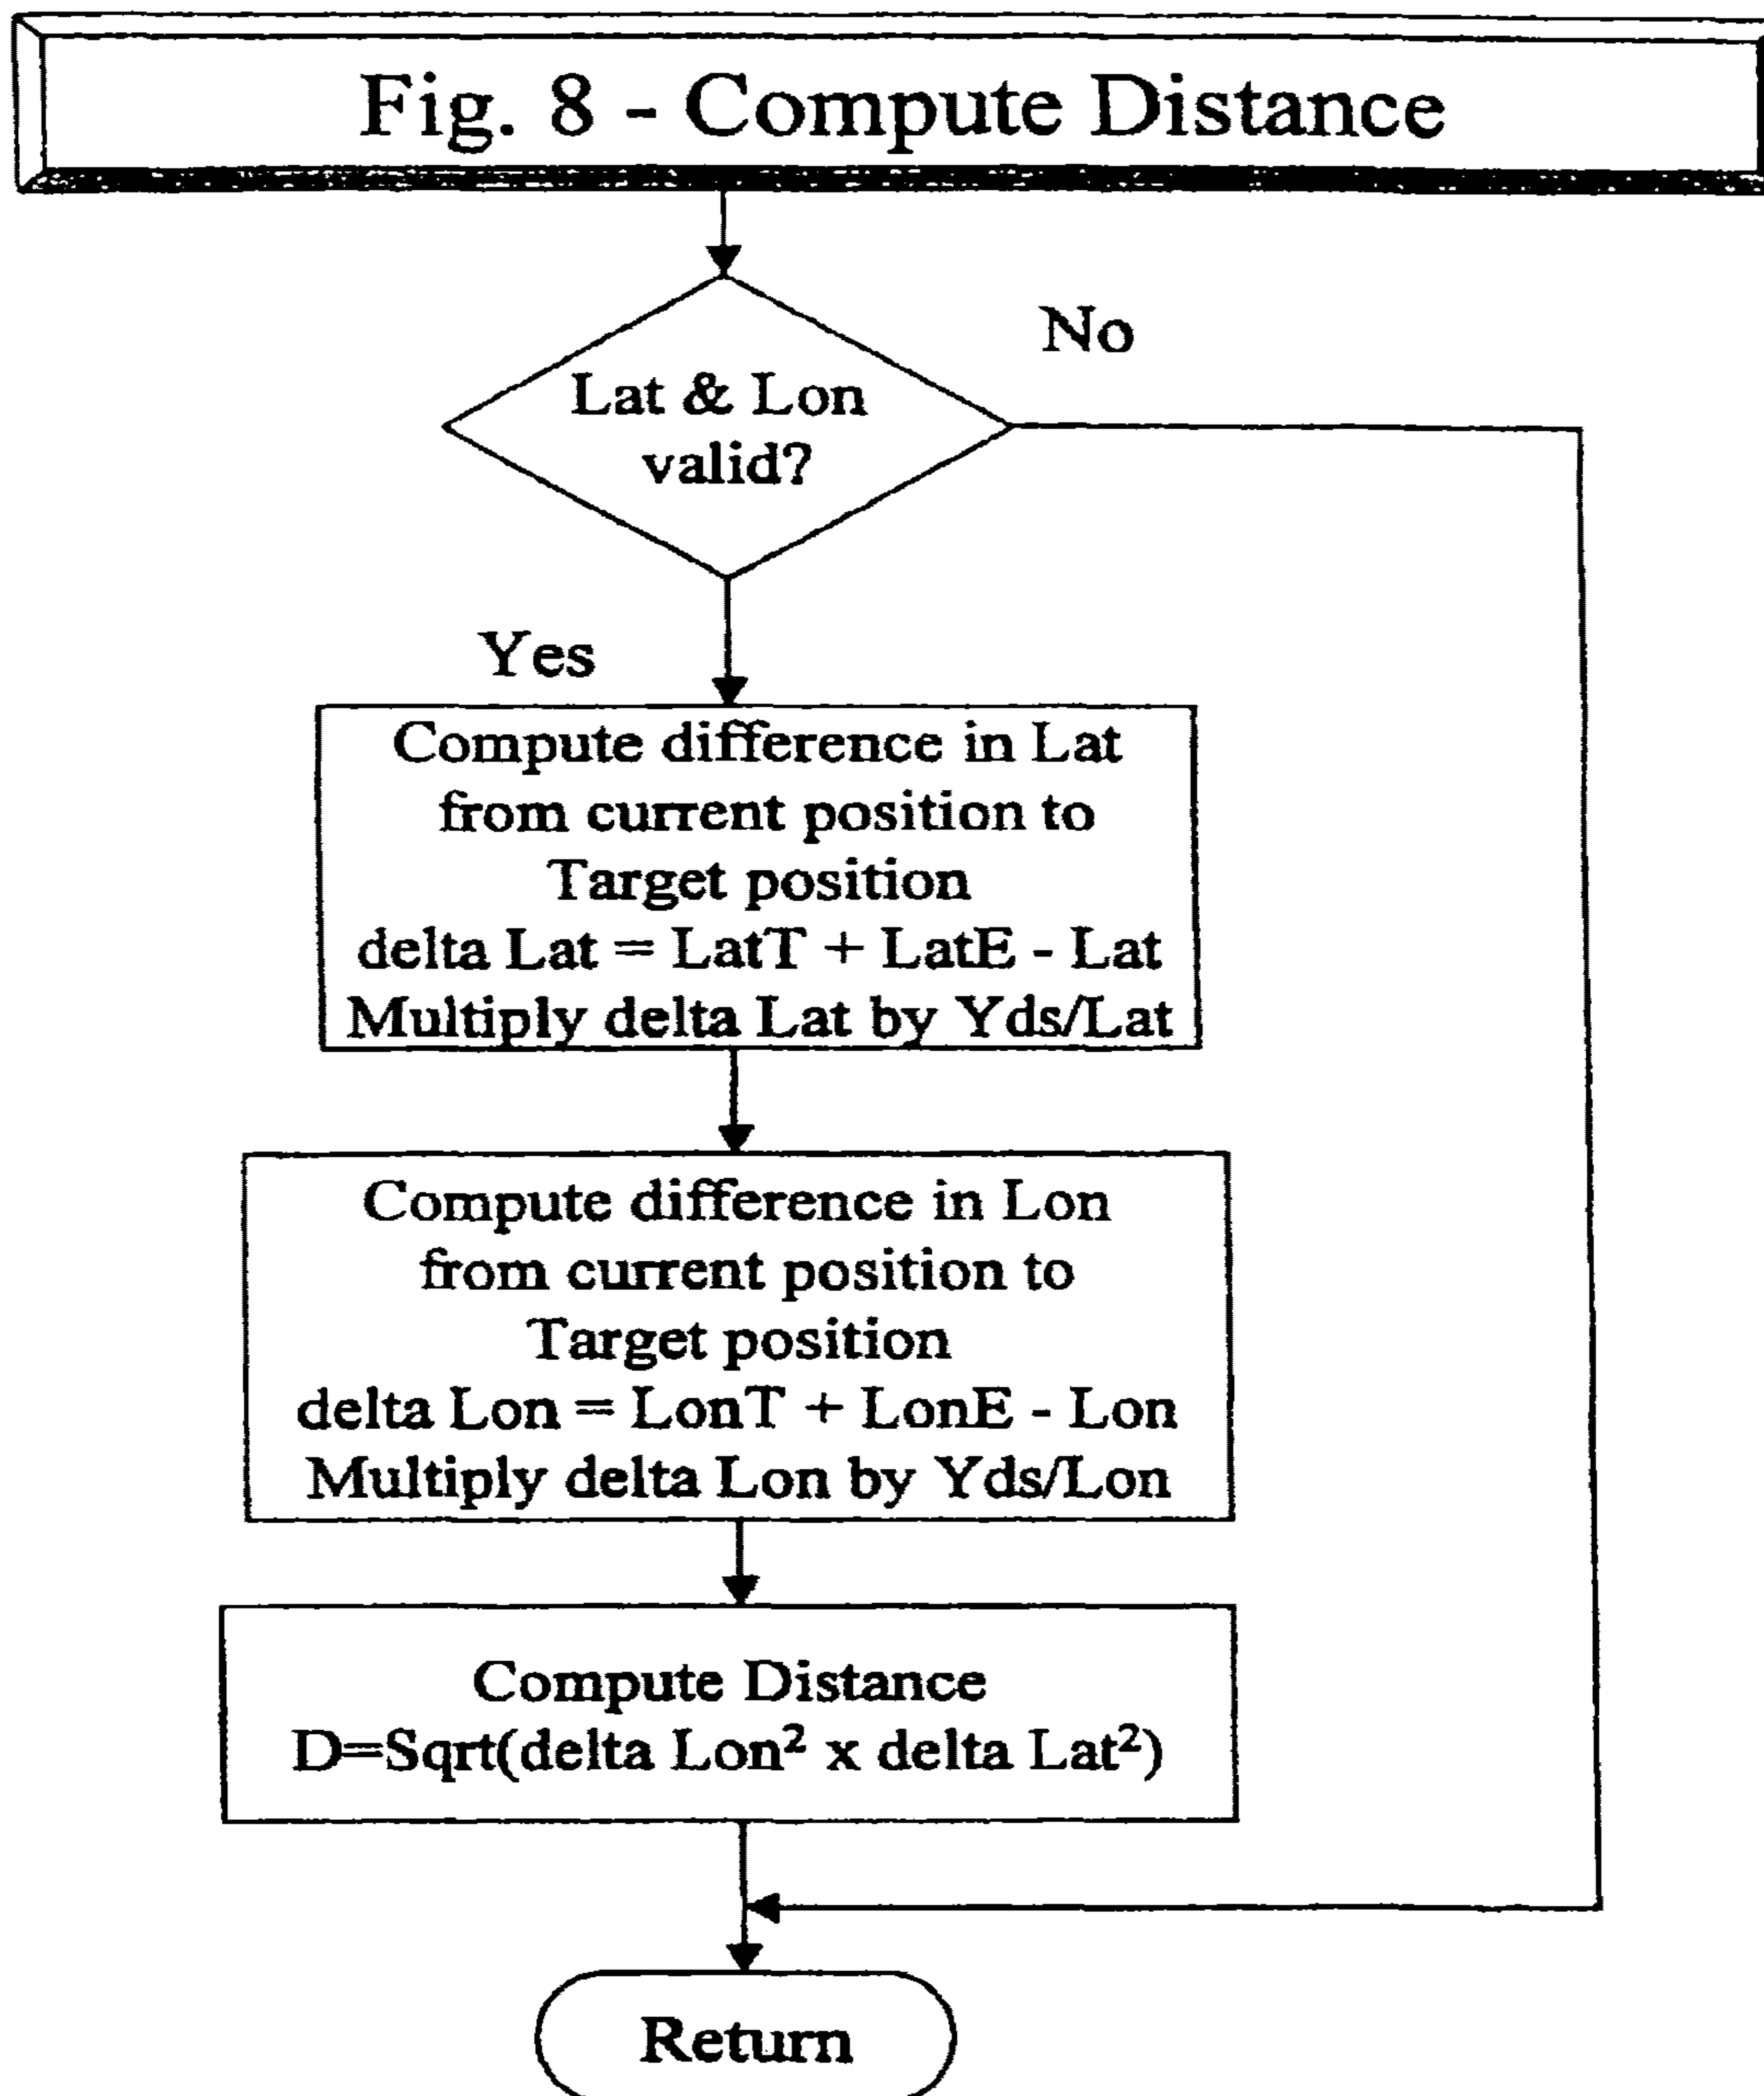 Fig. 8 - Compute Distance
Lat & Lon
valid?
No
Yes
Compute difference in Lat
from current position to
Target position
delta Lat = LatT + LatE - Lat
Multiply delta Lat by Yds/Lat
Compute difference in Lon
from current position to
Target position
delta Lon = LonT + LonE - Lon
Multiply delta Lon by Yds/Lon
Compute Distance
D=Sqrt(delta Lon² x delta Lat²)
Return